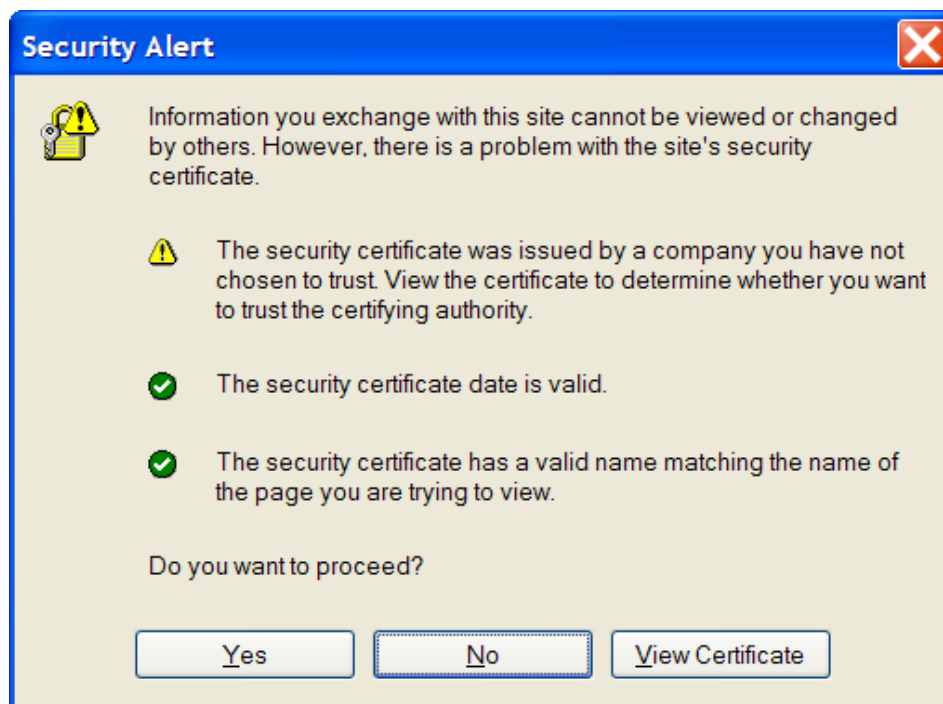 Security Alert
Information you exchange with this site cannot be viewed or changed
by others. However, there is a problem with the site's security
certificate.
The security certificate was issued by a company you have not
chosen to trust. View the certificate to determine whether you want
to trust the certifying authority.
The security certificate date is valid.
The security certificate has a valid name matching the name of
the page you are trying to view.
Do you want to proceed?
Yes
No
View Certificate